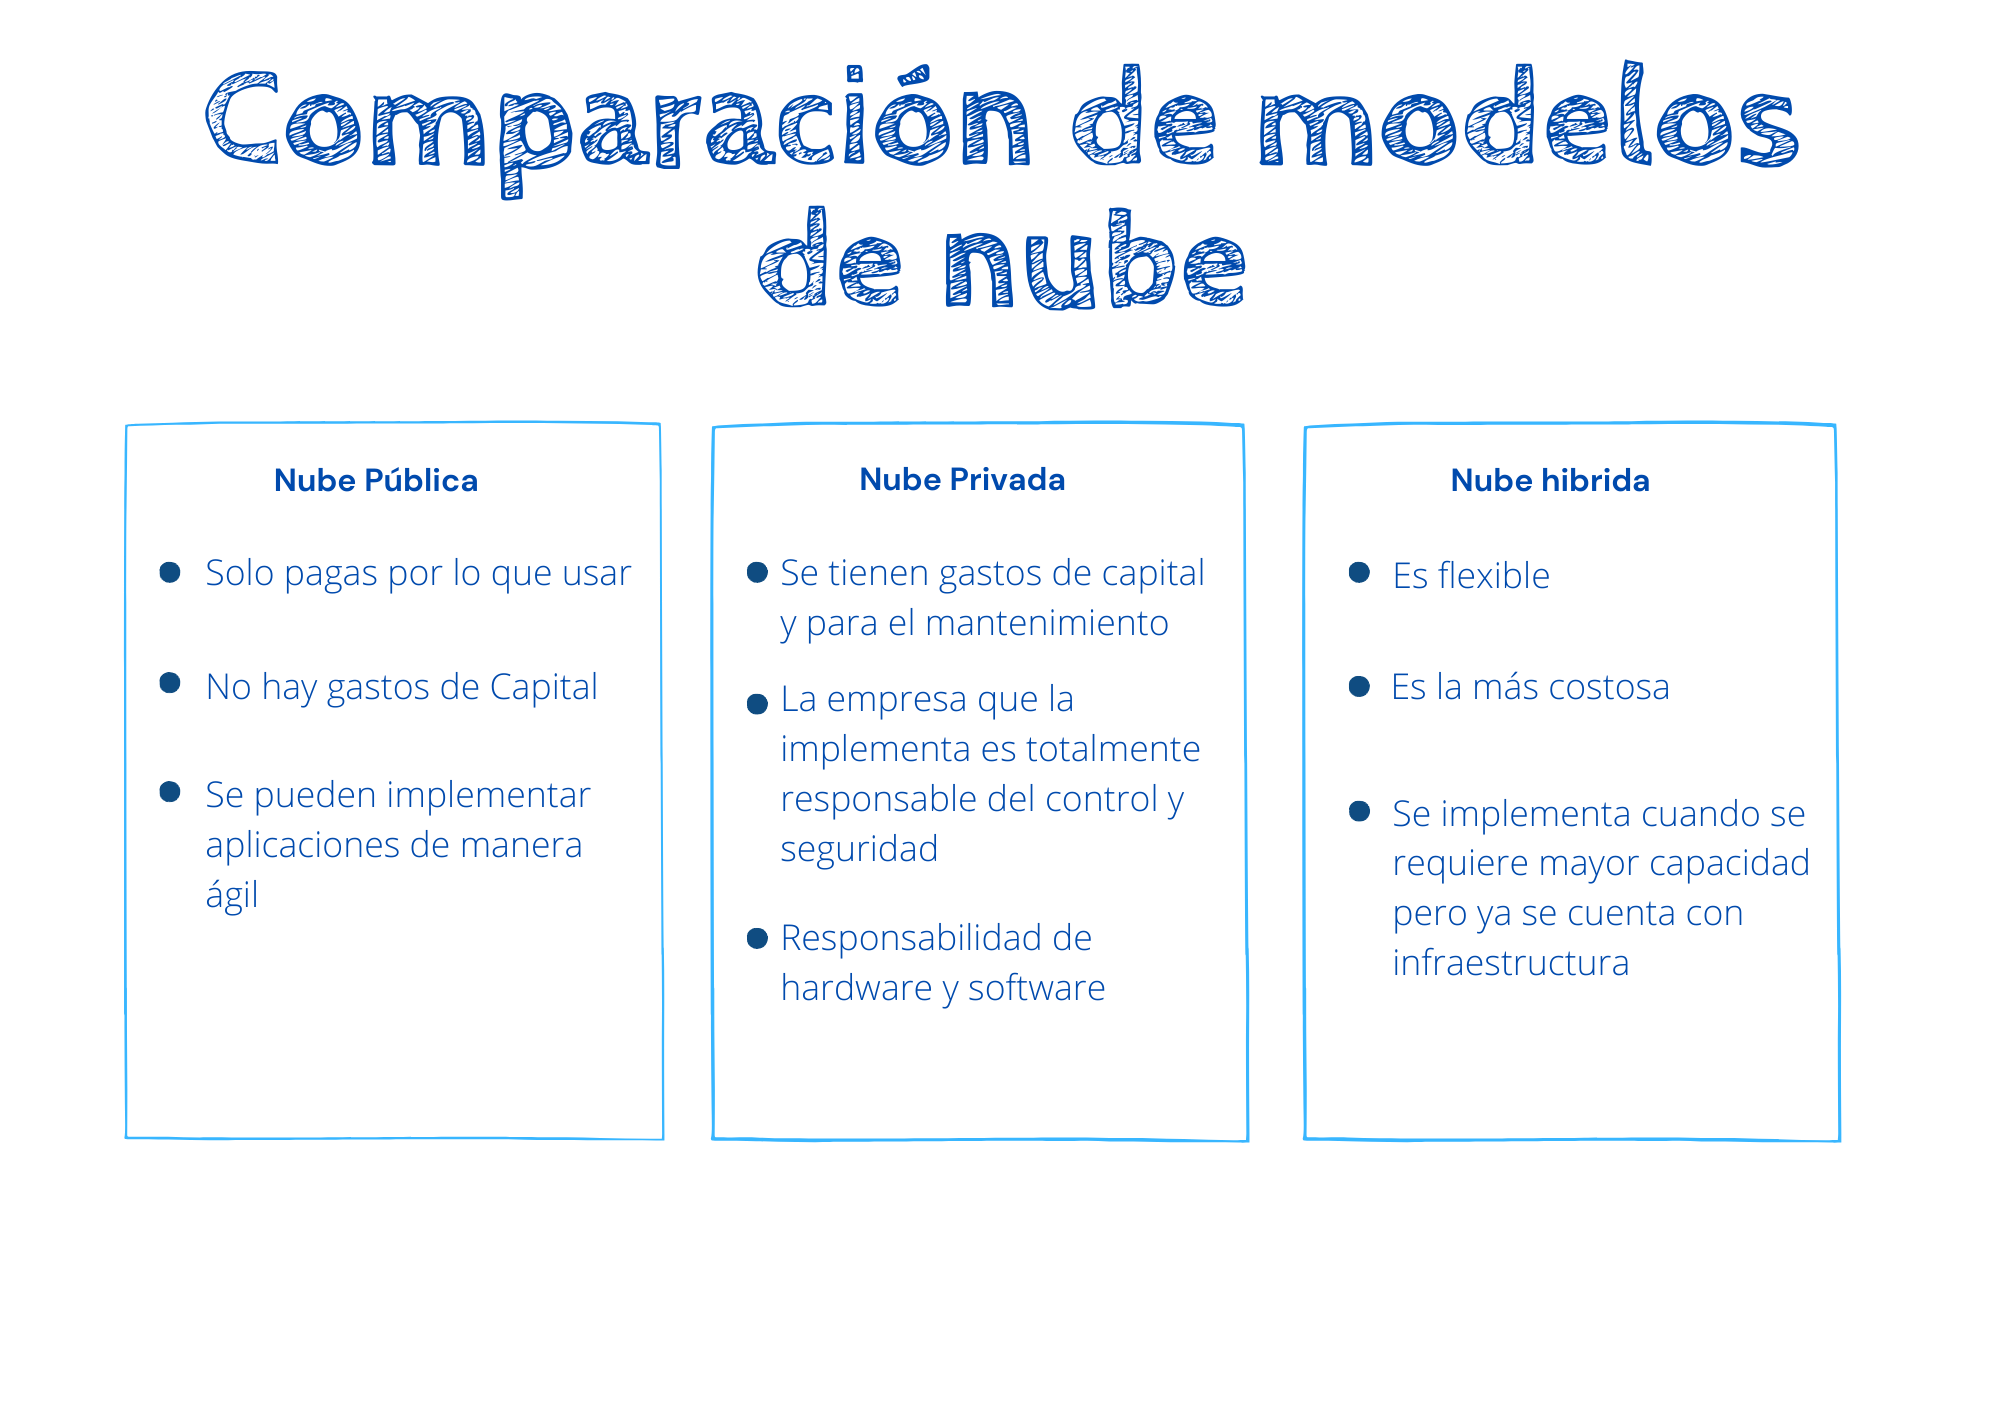 Comparación de modelos
de nube
Nube Pública
Solo pagas por lo que usar
No hay gastos de Capital
Se pueden implementar
aplicaciones de manera
ágil
Nube Privada
Se tienen gastos de capital
y para el mantenimiento
La empresa que la
implementa es totalmente
responsable del control y
seguridad
Responsabilidad de
hardware y software
Nube hibrida
Es flexible
Es la más costosa
Se implementa cuando se
requiere mayor capacidad
pero ya se cuenta con
infraestructura